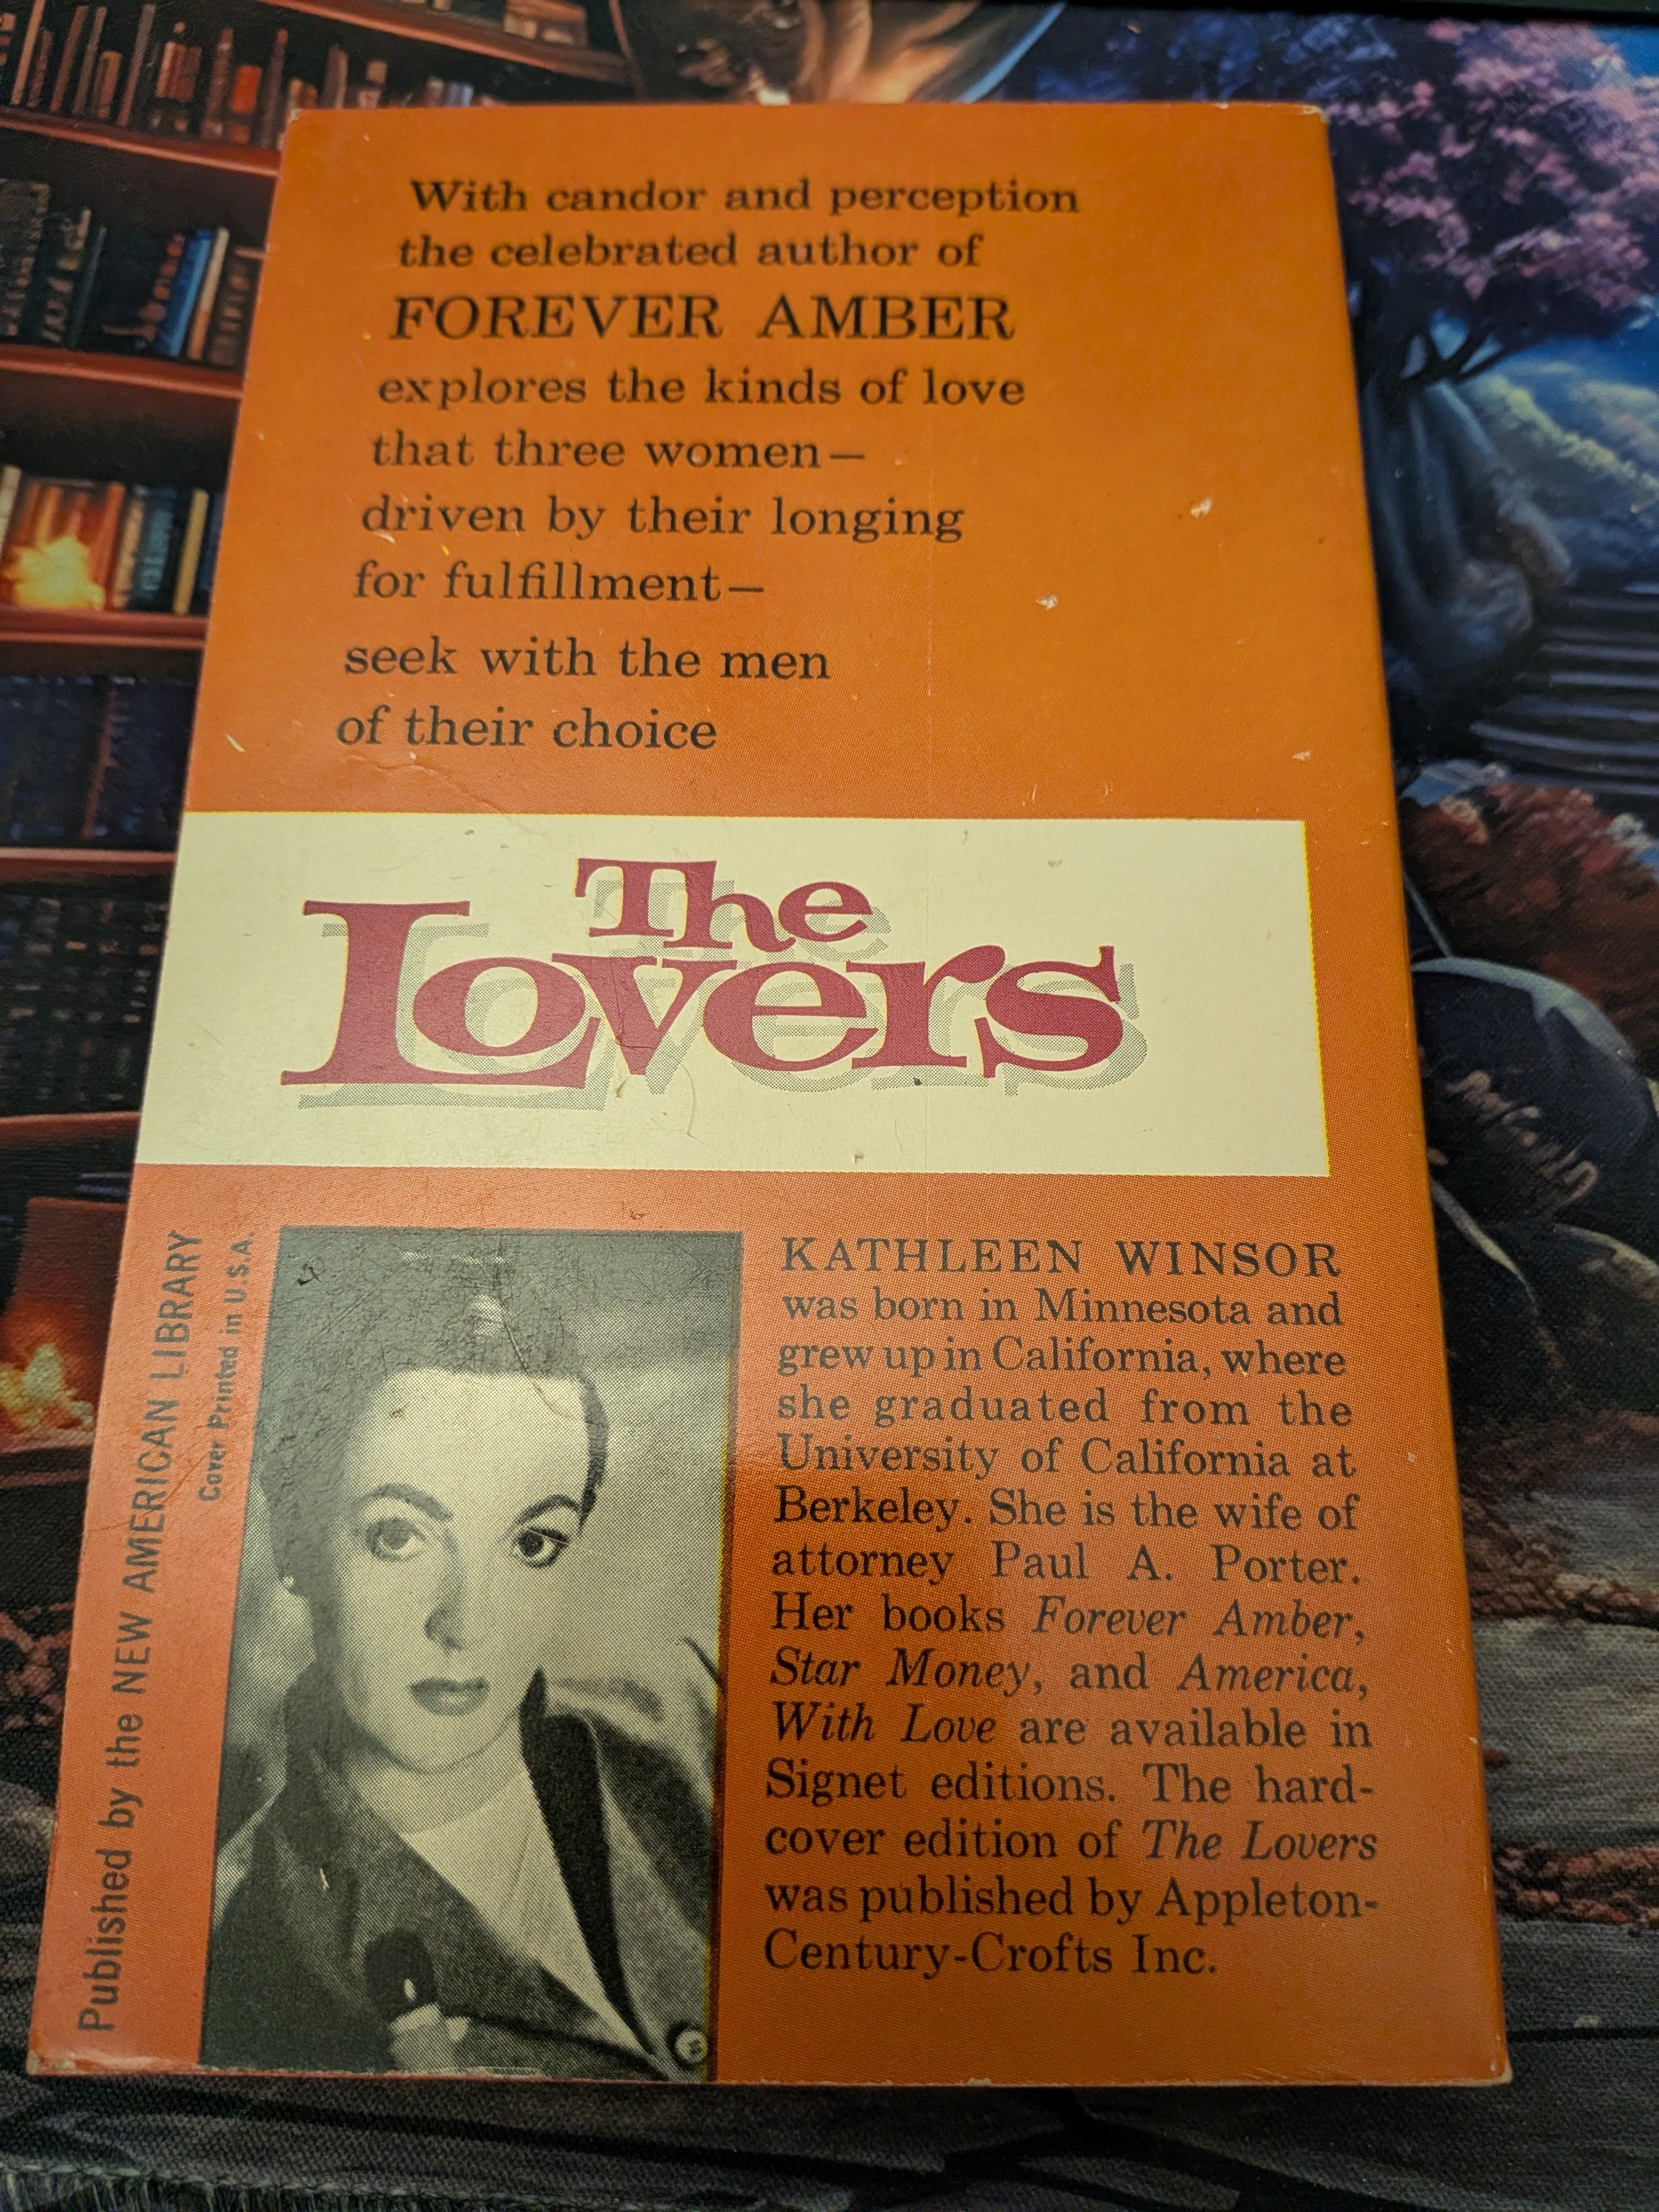 With candor and perception
the celebrated author of
FOREVER AMBER
explores the kinds of love
that three women—
driven by their longing
for fulfillment—
seek with the men
of their choice
The
Lovers
Published by the NEW AMERICAN LIBRARY
Cover Printed in U.S.A.
KATHLEEN WINSOR
was born in Minnesota and
grew up in California, where
she graduated from the
University of California at
Berkeley. She is the wife of
attorney Paul A. Porter.
Her books Forever Amber,
Star Money, and America,
With Love are available in
Signet editions. The hard-
cover edition of The Lovers
was published by Appleton-
Century-Crofts Inc.